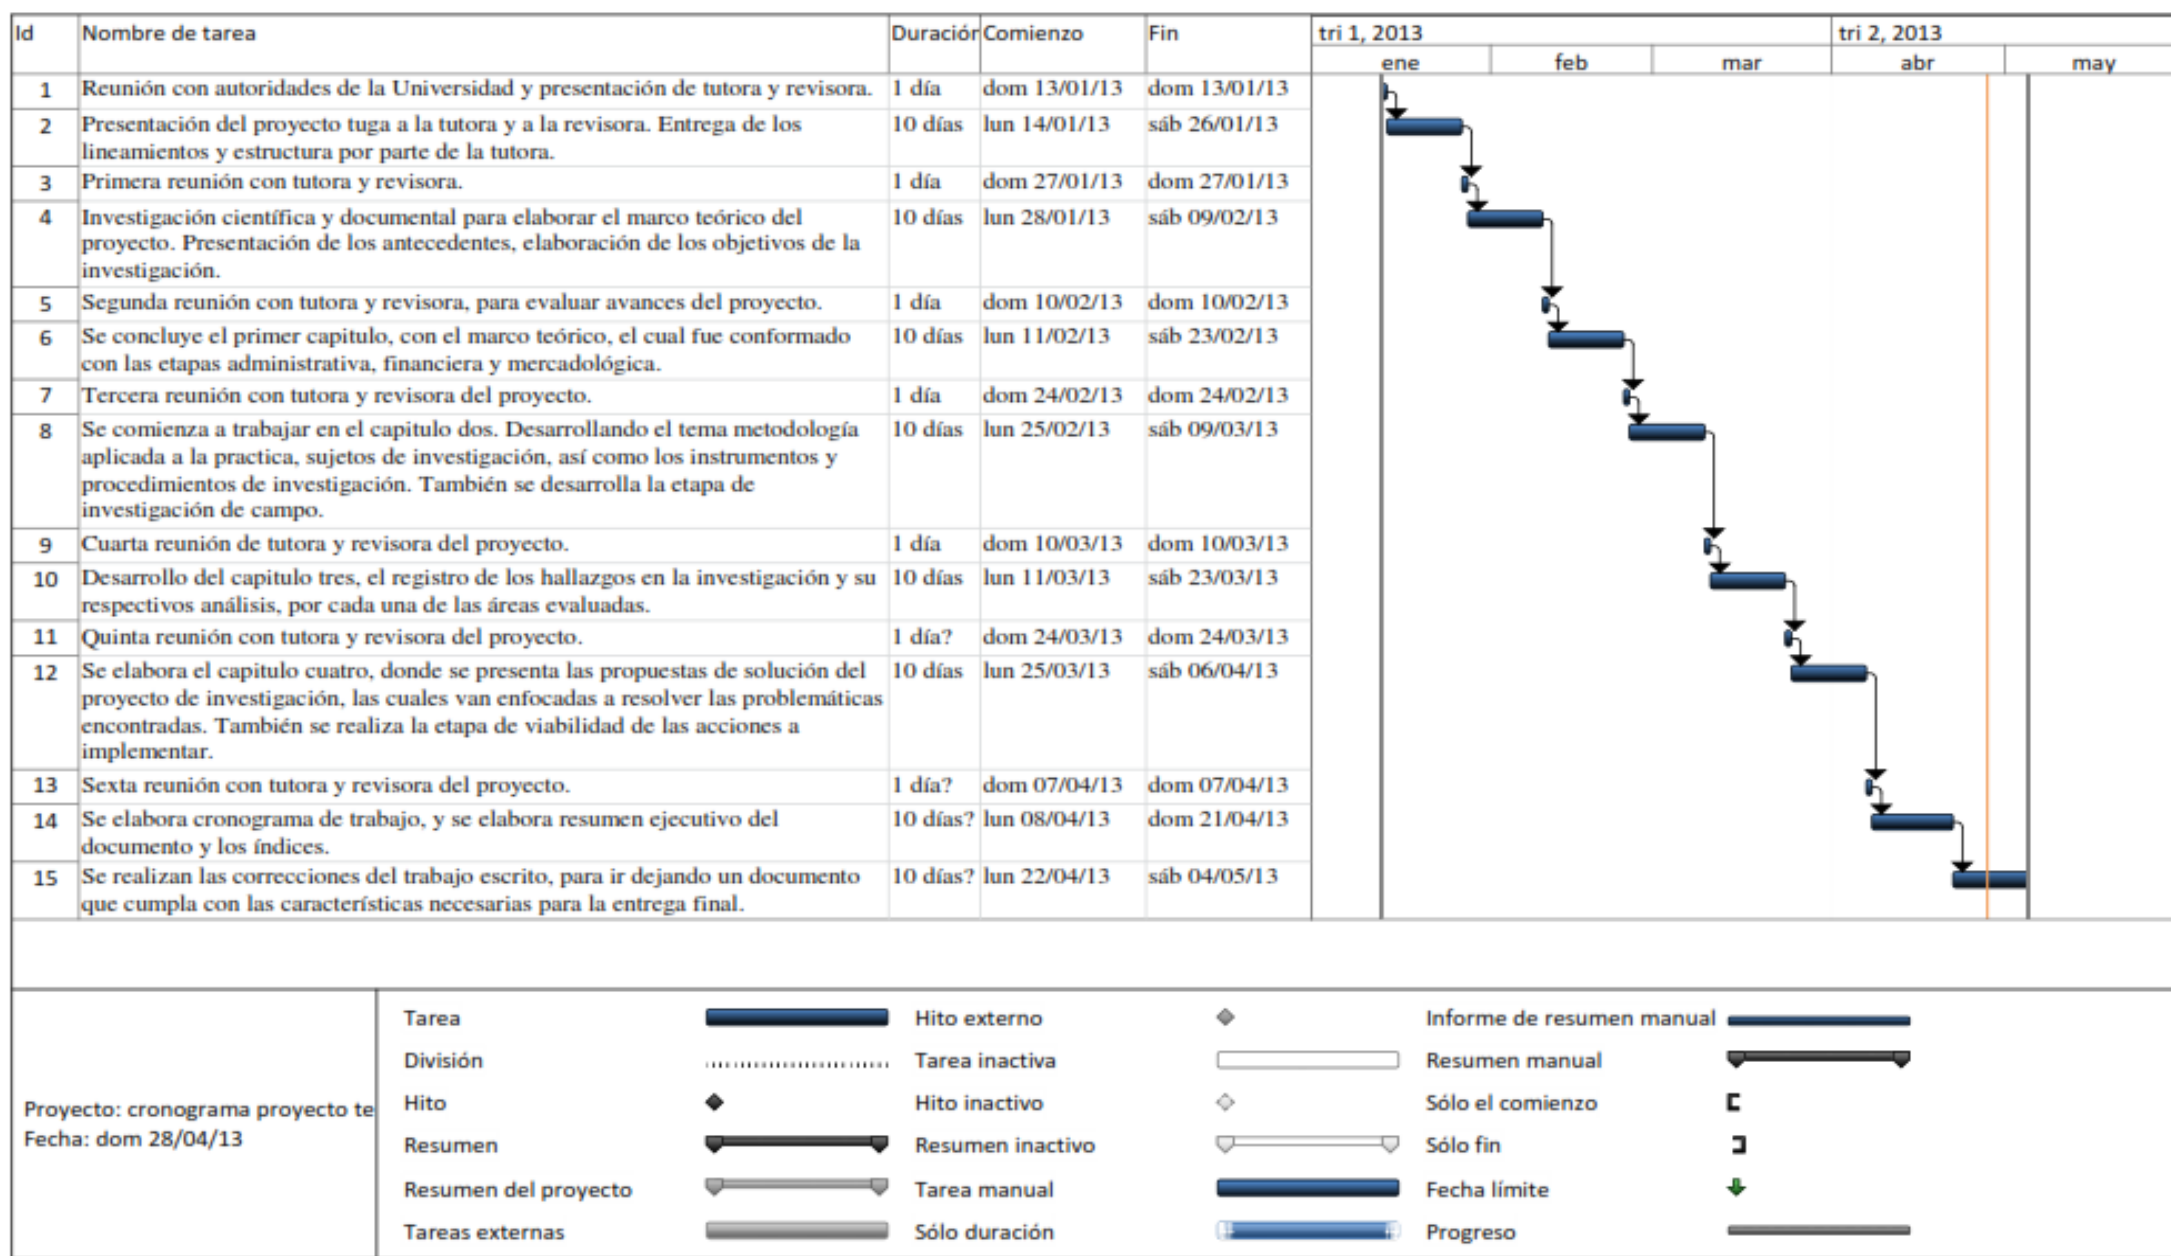 Id Nombre de tarea Duración Comienzo Fin tri 1, 2013 tri 2, 2013
ene feb mar abr may
1 Reunión con autoridades de la Universidad y presentación de tutora y revisora. 1 día dom 13/01/13 dom 13/01/13
2 Presentación del proyecto tuga a la tutora y a la revisora. Entrega de los 10 días lun 14/01/13 sáb 26/01/13
lineamientos y estructura por parte de la tutora.
3 Primera reunión con tutora y revisora. 1 día dom 27/01/13 dom 27/01/13
4 Investigación científica y documental para elaborar el marco teórico del 10 días lun 28/01/13 sáb 09/02/13
proyecto. Presentación de los antecedentes, elaboración de los objetivos de la
investigación.
5 Segunda reunión con tutora y revisora, para evaluar avances del proyecto. 1 día dom 10/02/13 dom 10/02/13
6 Se concluye el primer capitulo, con el marco teórico, el cual fue conformado 10 días lun 11/02/13 sáb 23/02/13
con las etapas administrativa, financiera y mercadológica.
7 Tercera reunión con tutora y revisora del proyecto. 1 día dom 24/02/13 dom 24/02/13
8 Se comienza a trabajar en el capitulo dos. Desarrollando el tema metodología 10 días lun 25/02/13 sáb 09/03/13
aplicada a la practica, sujetos de investigación, así como los instrumentos y
procedimientos de investigación. También se desarrolla la etapa de
investigación de campo.
9 Cuarta reunión de tutora y revisora del proyecto. 1 día dom 10/03/13 dom 10/03/13
10 Desarrollo del capitulo tres, el registro de los hallazgos en la investigación y su 10 días lun 11/03/13 sáb 23/03/13
respectivos análisis, por cada una de las áreas evaluadas.
11 Quinta reunión con tutora y revisora del proyecto. 1 día? dom 24/03/13 dom 24/03/13
12 Se elabora el capitulo cuatro, donde se presenta las propuestas de solución del 10 días lun 25/03/13 sáb 06/04/13
proyecto de investigación, las cuales van enfocadas a resolver las problemáticas
encontradas. También se realiza la etapa de viabilidad de las acciones a
implementar.
13 Sexta reunión con tutora y revisora del proyecto. 1 día? dom 07/04/13 dom 07/04/13
14 Se elabora cronograma de trabajo, y se elabora resumen ejecutivo del 10 días? lun 08/04/13 dom 21/04/13
documento y los índices.
15 Se realizan las correcciones del trabajo escrito, para ir dejando un documento 10 días? lun 22/04/13 sáb 04/05/13
que cumpla con las características necesarias para la entrega final.
Proyecto: cronograma proyecto te
Fecha: dom 28/04/13
Tarea Hito externo Informe de resumen manual
División Tarea inactiva Resumen manual
Hito Hito inactivo Sólo el comienzo
Resumen Resumen inactivo Sólo fin
Resumen del proyecto Tarea manual Fecha límite
Tareas externas Sólo duración Progreso